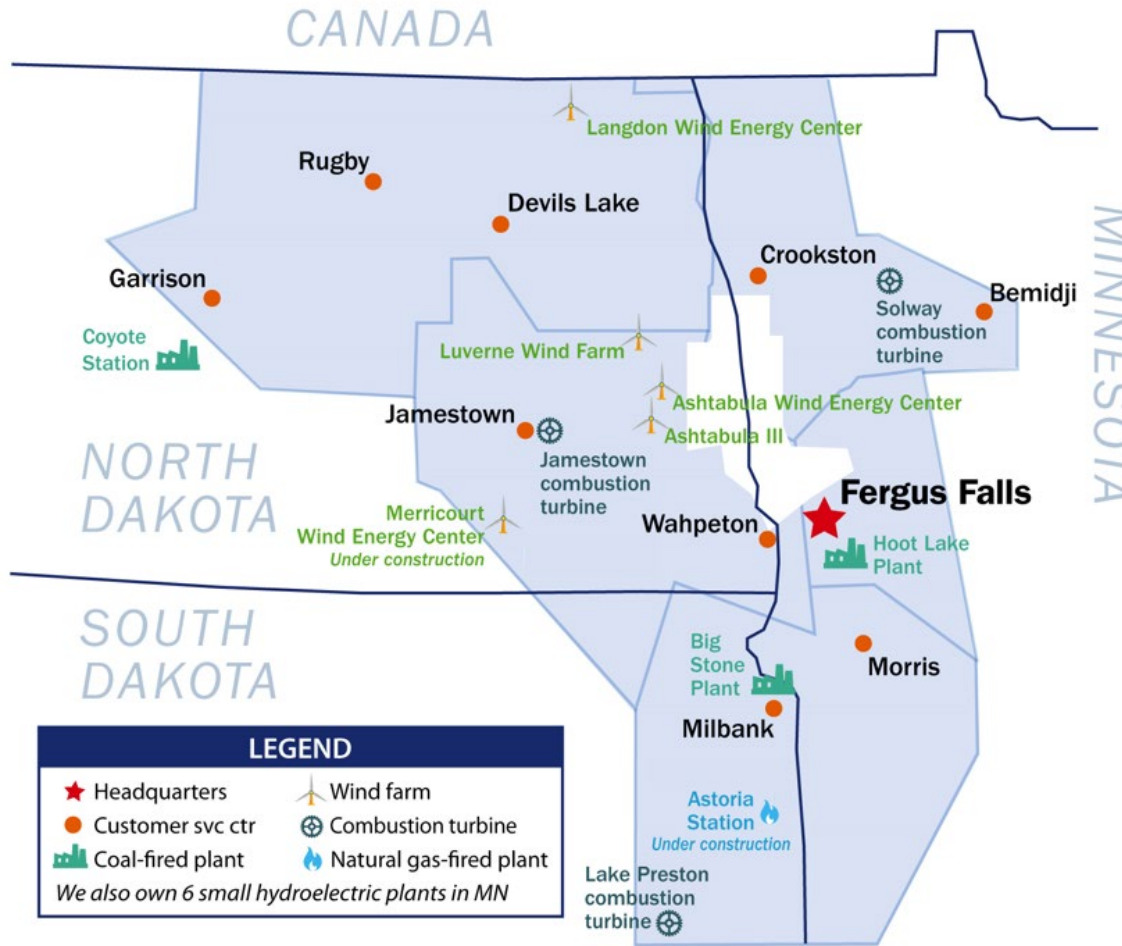 CANADA
Langdon Wind Energy Center
Rugby
Devils Lake
MINNESOTA
Crookston
Garrison
Bemidji
Solway
combustion
turbine
Coyote
Station
Luverne Wind Farm
Ashtabula Wind Energy Center
Jamestown
Ashtabula III
NORTH
DAKOTA
Jamestown
combustion
turbine
Fergus Falls
Merricourt
Wind Energy Center
Under construction
Wahpeton
Hoot Lake
Plant
SOUTH
DAKOTA
Big
Stone
Plant
Morris
Milbank
Astoria
Station
Under construction
Lake Preston
combustion
turbine
LEGEND
Headquarters
Wind farm
Customer svc ctr
Combustion turbine
Coal-fired plant
Natural gas-fired plant
We also own 6 small hydroelectric plants in MN